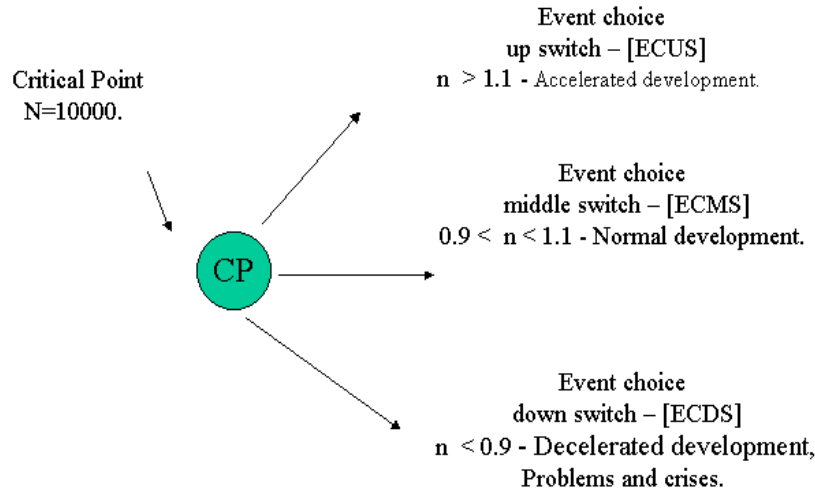 Critical Point
N=10000.
CP
Event choice
up switch – [ECUS]
n > 1.1 - Accelerated development.
Event choice
middle switch – [ECMS]
0.9 < n < 1.1 - Normal development.
Event choice
down switch – [ECDS]
n < 0.9 - Decelerated development,
Problems and crises.